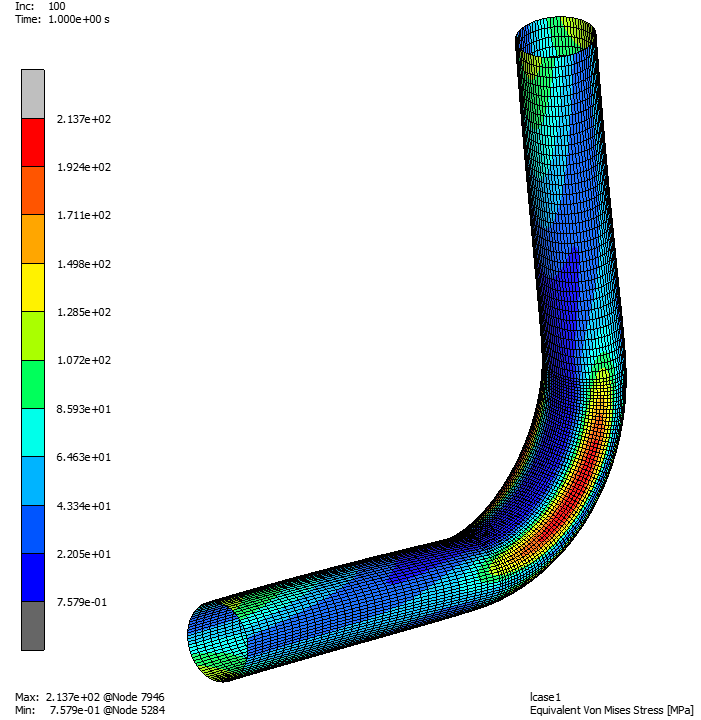 Inc: 100
Time: 1.000e+00 s
2.137e+02
1.924e+02
1.711e+02
1.498e+02
1.285e+02
1.072e+02
8.593e+01
6.463e+01
4.334e+01
2.205e+01
7.579e-01
Max: 2.137e+02 @Node 7946
Min: 7.579e-01 @Node 5284
lcase1
Equivalent Von Mises Stress [MPa]